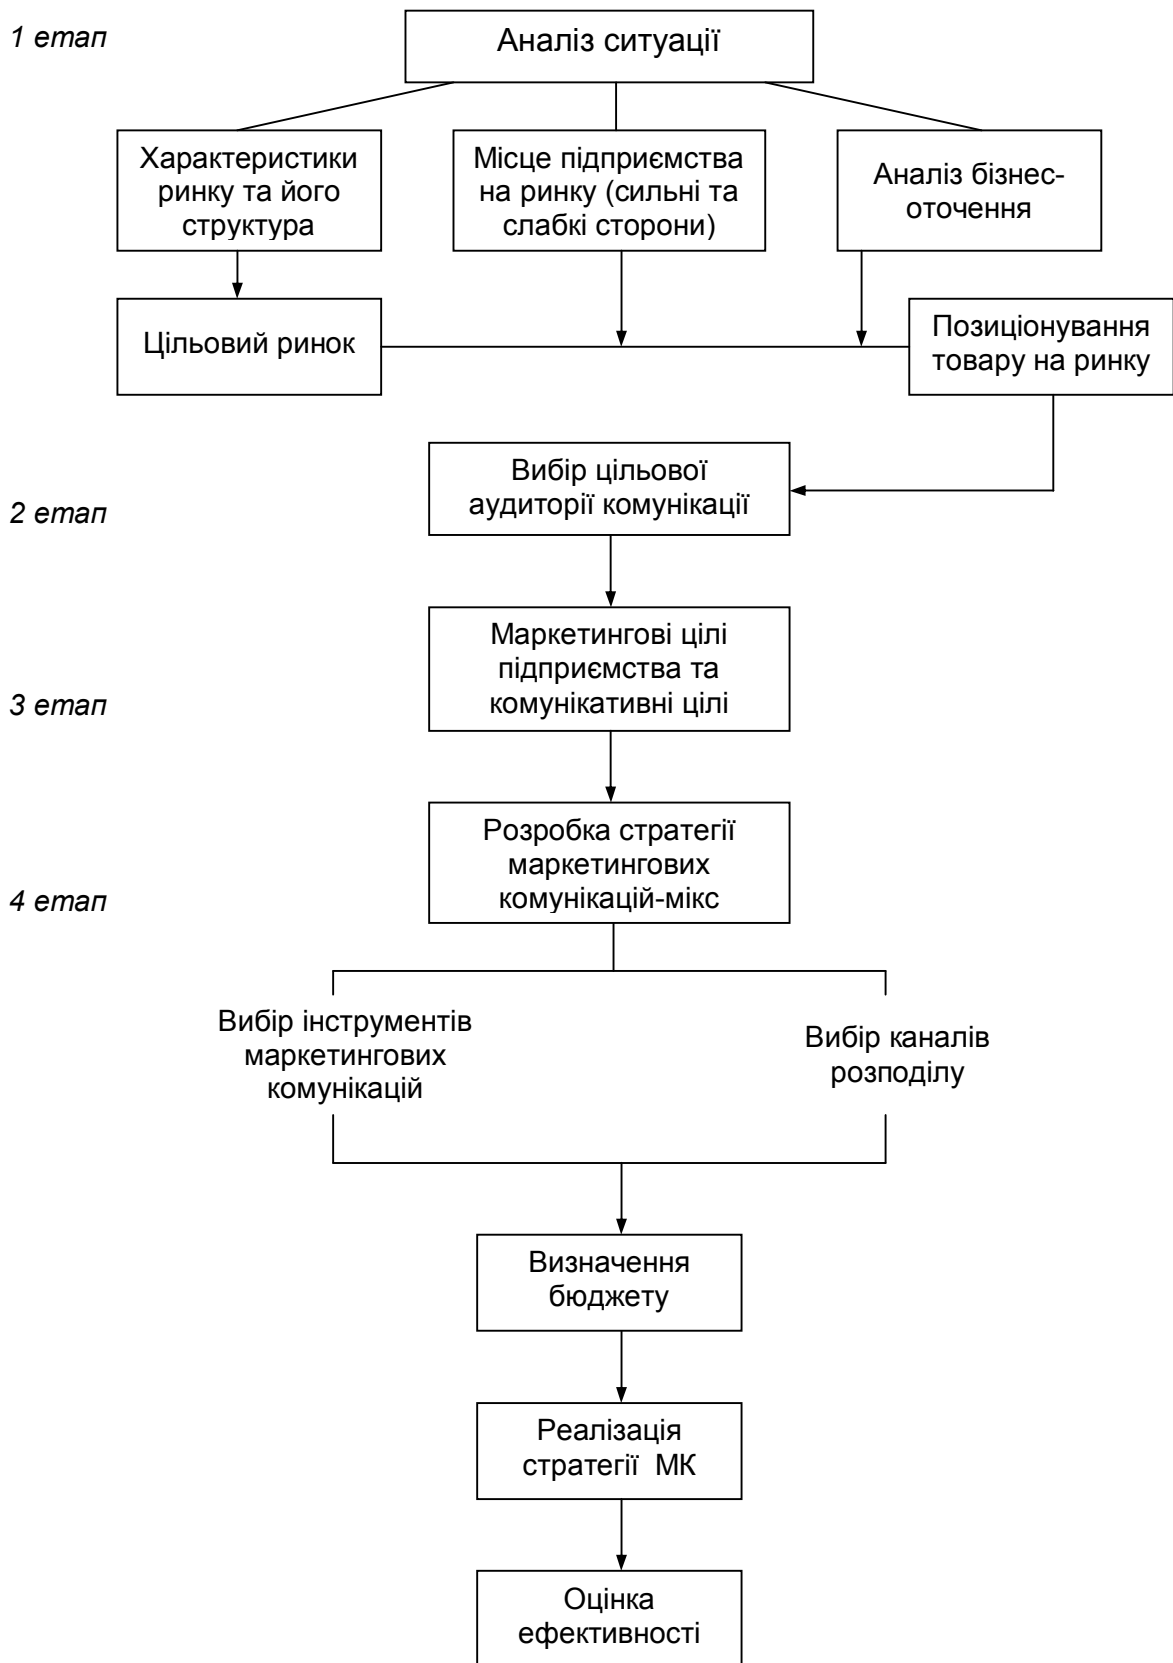 1 етап
Аналіз ситуації
Характеристики
ринку та його
структура
Місце підприємства
на ринку (сильні та
слабкі сторони)
Аналіз бізнес-
оточення
Цільовий ринок
Позиціонування
товару на ринку
2 етап
Вибір цільової
аудиторії комунікації
3 етап
Маркетингові цілі
підприємства та
комунікативні цілі
4 етап
Розробка стратегії
маркетингових
комунікацій-мікс
Вибір інструментів
маркетингових
комунікацій
Вибір каналів
розподілу
Визначення
бюджету
Реалізація
стратегії  МК
Оцінка
ефективності